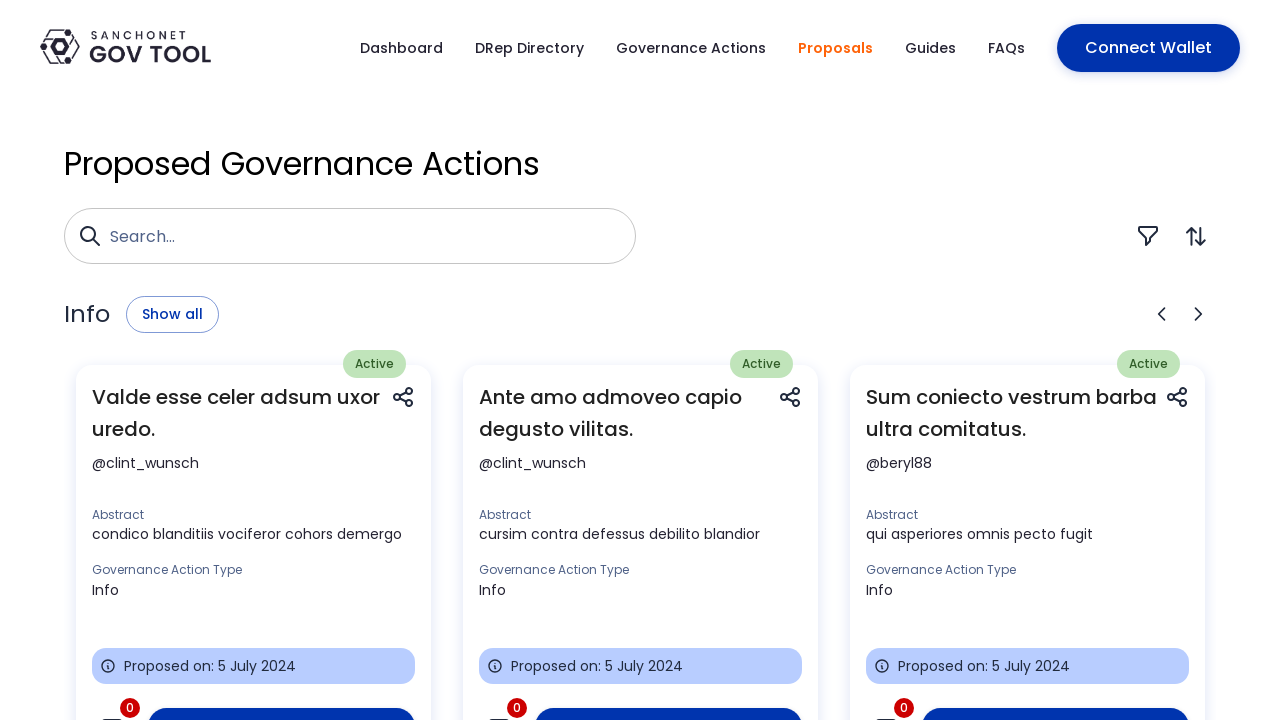 SANCHONET
GOV TOOL
Dashboard
DRep Directory
Governance Actions
Proposals
Guides
FAQs
Connect Wallet
Proposed Governance Actions
Search...
Info
Show all
Active
Valde esse celer adsum uxor
uredo.
@clint_wunsch
Abstract
condico blanditiis vociferor cohors demergo
Governance Action Type
Info
Proposed on: 5 July 2024
0
Active
Ante amo admoveo capio
degusto vilitas.
@clint_wunsch
Abstract
cursim contra defessus debilito blandior
Governance Action Type
Info
Proposed on: 5 July 2024
0
Active
Sum coniecto vestrum barba
ultra comitatus.
@beryl88
Abstract
qui asperiores omnis pecto fugit
Governance Action Type
Info
Proposed on: 5 July 2024
0